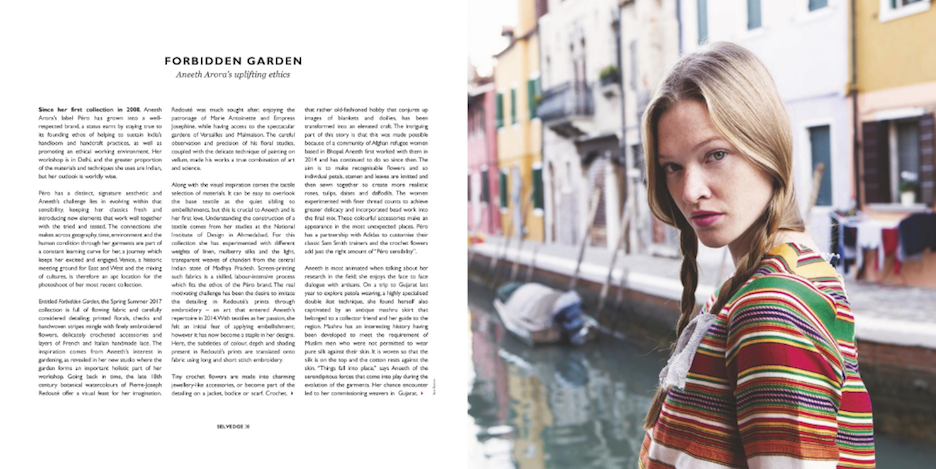 FORBIDDEN GARDEN
Aneeth Arora's uplifting ethics
Since her first collection in 2008, Aneeth
Arora's label Péro has grown into a well-
respected brand, a status earnt by staying true to
its founding ethos of helping to sustain India's
handloom and handcraft practices, as well as
promoting an ethical working environment. Her
workshop is in Delhi, and the greater proportion
of the materials and techniques she uses are Indian,
but her outlook is worldly wise.
Péro has a distinct, signature aesthetic and
Aneeth's challenge lies in evolving within that
sensibility, keeping her classics fresh and
introducing new elements that work well together
with the tried and tested. The connections she
makes across geography, time, environment and the
human condition through her garments are part of
a constant learning curve for her, a journey which
keeps her excited and engaged. Venice, a historic
meeting ground for East and West and the mixing
of cultures, is therefore an apt location for the
photoshoot of her most recent collection.
Entitled Forbidden Garden, the Spring Summer 2017
collection is full of flowing fabric and carefully
considered detailing; printed florals, checks and
handwoven stripes mingle with finely embroidered
flowers, delicately crocheted accessories and
layers of French and Italian handmade lace. The
inspiration comes from Aneeth's interest in
gardening, as revealed in her new studio where the
garden forms an important holistic part of her
workshop. Going back in time, the late 18th
century botanical watercolours of Pierre-Joseph
Redouté offer a visual feast for her imagination.
Redouté was much sought after; enjoying the
patronage of Marie Antoinette and Empress
Josephine, while having access to the spectacular
gardens of Versailles and Malmaison. The careful
observation and precision of his floral studies,
coupled with the delicate technique of painting on
vellum, made his works a true combination of art
and science.
Along with the visual inspiration comes the tactile
selection of materials. It can be easy to overlook
the base textile as the quiet sibling to
embellishments, but this is crucial to Aneeth and is
her first love. Understanding the construction of a
textile comes from her studies at the National
Institute of Design in Ahmedabad. For this
collection she has experimented with different
weights of linen, mulberry silks and the light,
transparent weaves of chanderi from the central
Indian state of Madhya Pradesh. Screen-printing
such fabrics is a skilled, labour-intensive process
which fits the ethos of the Péro brand. The real
motivating challenge has been the desire to imitate
the detailing in Redouté's prints through
embroidery – an art that entered Aneeth's
repertoire in 2014. With textiles as her passion, she
felt an initial fear of applying embellishment;
however it has now become a staple in her designs.
Here, the subtleties of colour, depth and shading
present in Redouté's prints are translated onto
fabric using long and short stitch embroidery.
Tiny crochet flowers are made into charming
jewellery-like accessories, or become part of the
detailing on a jacket, bodice or scarf. Crochet,
that rather old-fashioned hobby that conjures up
images of blankets and doilies, has been
transformed into an elevated craft. The intriguing
part of this story is that this was made possible
because of a community of Afghan refugee women
based in Bhopal. Aneeth first worked with them in
2014 and has continued to do so since then. The
aim is to make recognisable flowers and so
individual petals, stamen and leaves are knitted and
then sewn together to create more realistic
roses, tulips, daises and daffodils. The women
experimented with finer thread counts to achieve
greater delicacy and incorporated bead work into
the final mix. These colourful accessories make an
appearance in the most unexpected places. Péro
has a partnership with Adidas to customise their
classic Sam Smith trainers and the crochet flowers
add just the right amount of "Péro sensibility".
Aneeth is most animated when talking about her
research in the field; she enjoys the face to face
dialogue with artisans. On a trip to Gujarat last
year to explore patola weaving, a highly specialised
double ikat technique, she found herself also
captivated by an antique mashru skirt that
belonged to a collector friend and her guide to the
region. Mashru has an interesting history having
been developed to meet the requirement of
Muslim men who were not permitted to wear
pure silk against their skin. It is woven so that the
silk is on the top and the cotton rests against the
skin. "Things fall into place," says Aneeth of the
serendipitous forces that come into play during the
evolution of the garments. Her chance encounter
led to her commissioning weavers in Gujarat,
SELVEDGE 38